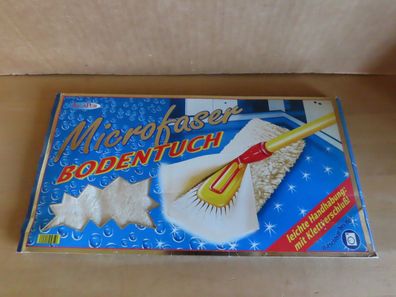 Microfaser
BODENTUCH
leichte Handhabung:
mit Klettverschluß!